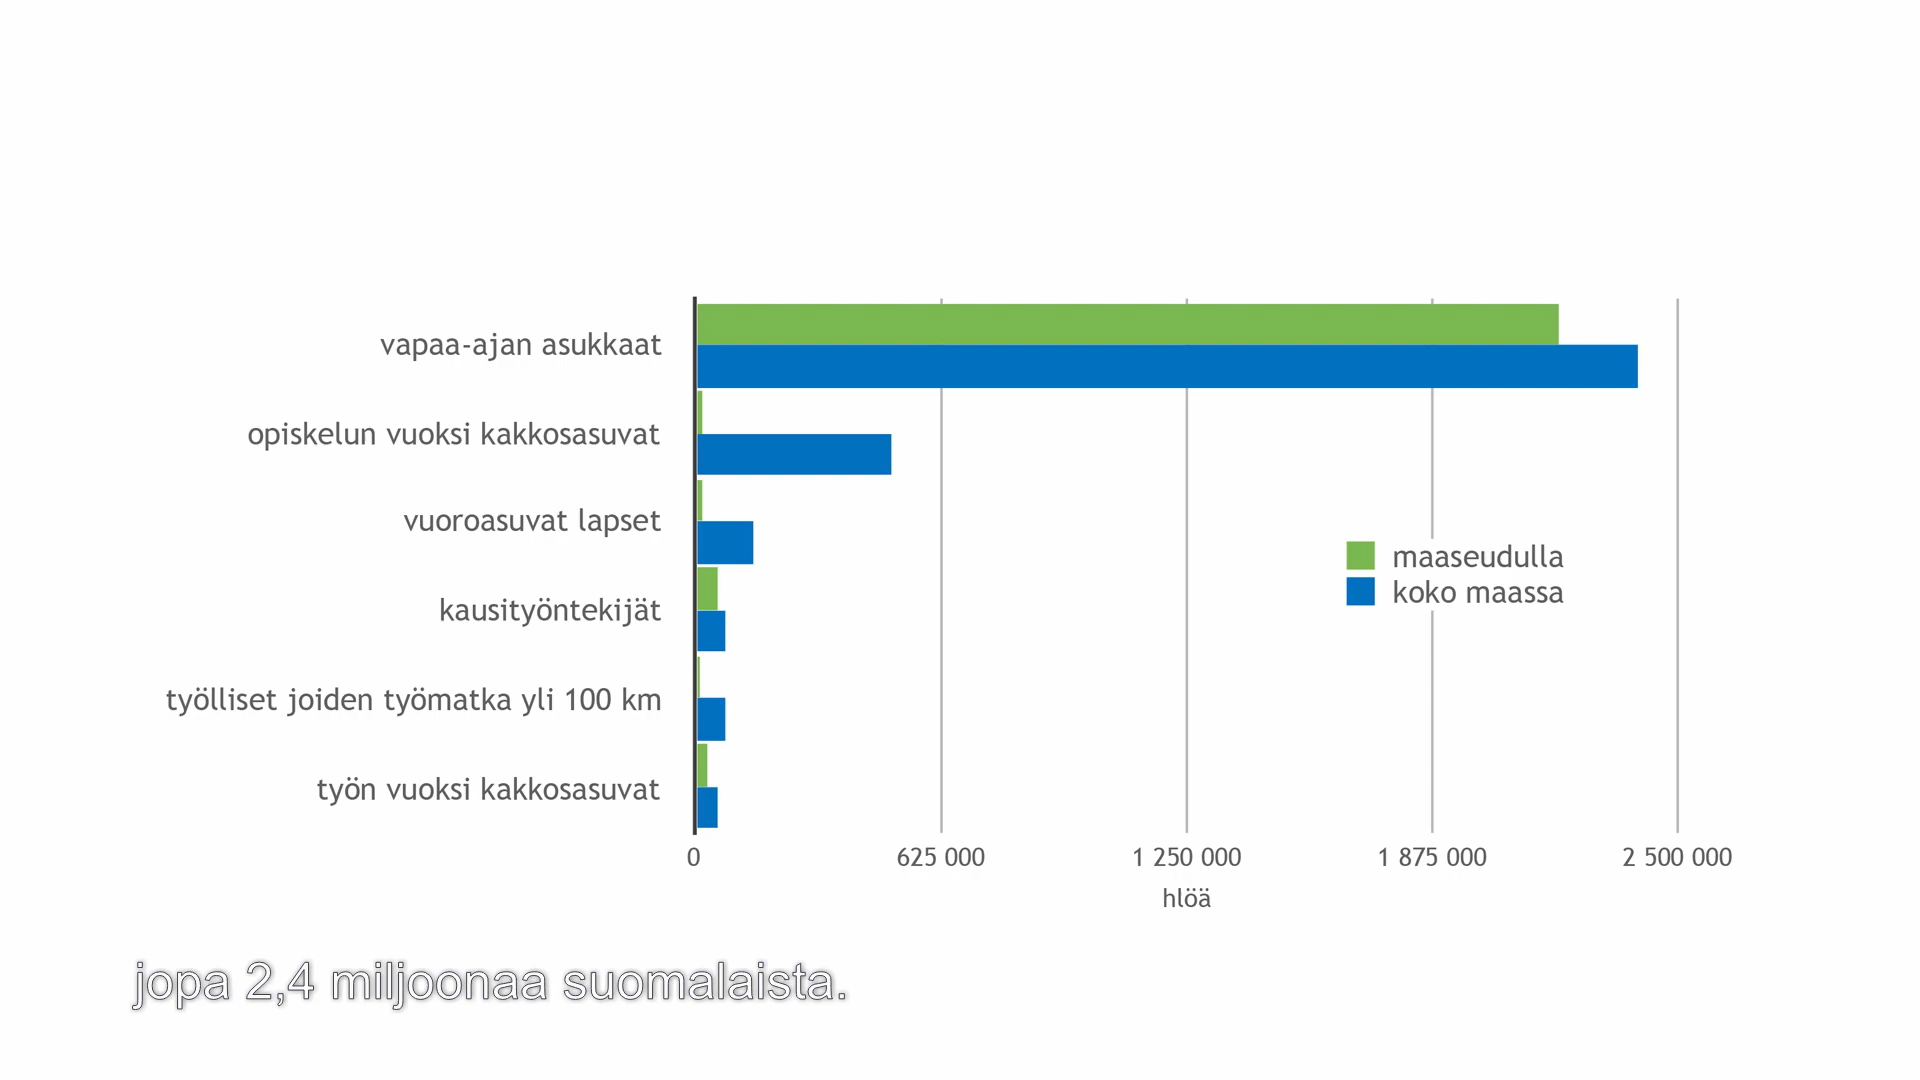 vapaa-ajan asukkaat
opiskelun vuoksi kakkosasuvat
vuoroasuvat lapset
kausityöntekijät
työlliset joiden työmatka yli 100 km
työn vuoksi kakkosasuvat
maaseudulla
koko maassa
0 625 000 1 250 000 1 875 000 2 500 000
hlöä
jopa 2,4 miljoonaa suomalaista.